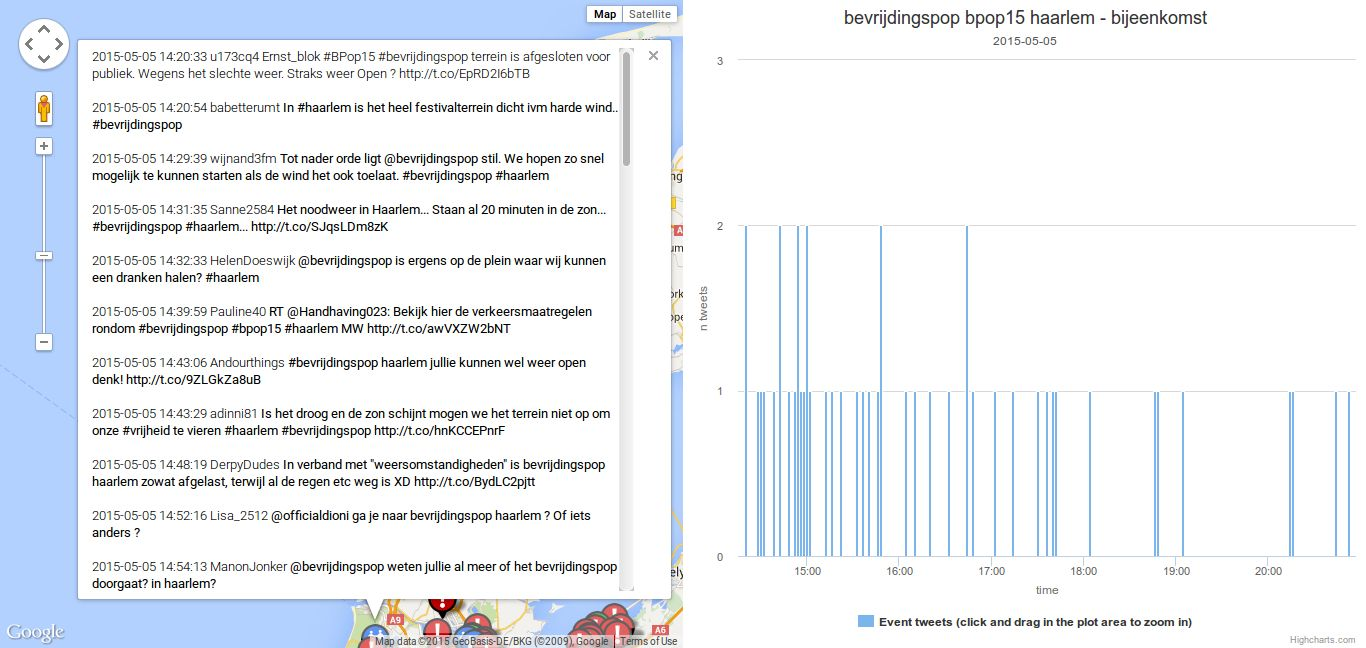 Map Satellite
2015-05-05 14:20:33 u173cq4 Ernst_blok #BPop15 #bevrijdingspop terrein is afgesloten voor
publiek. Wegens het slechte weer. Straks weer Open ? http://t.co/EpRD2I6bTB
2015-05-05 14:20:54 babetterumt In #haarlem is het heel festivalterrein dicht ivm harde wind..
#bevrijdingspop
2015-05-05 14:29:39 wijnand3fm Tot nader orde ligt @bevrijdingspop stil. We hopen zo snel
mogelijk te kunnen starten als de wind het ook toelaat. #bevrijdingspop #haarlem
2015-05-05 14:31:35 Sanne2584 Het noodweer in Haarlem... Staan al 20 minuten in de zon...
#bevrijdingspop #haarlem... http://t.co/SJqsLDm8zK
2015-05-05 14:32:33 HelenDoeswijk @bevrijdingspop is ergens op de plein waar wij kunnen
een dranken halen? #haarlem
2015-05-05 14:39:59 Pauline40 RT @Handhaving023: Bekijk hier de verkeersmaatregelen
rondom #bevrijdingspop #bpop15 #haarlem MW http://t.co/awVXZW2bNT
2015-05-05 14:43:06 Andourthings #bevrijdingspop haarlem jullie kunnen wel weer open
denk! http://t.co/9ZLGkZa8uB
2015-05-05 14:43:29 adinni81 Is het droog en de zon schijnt mogen we het terrein niet op om
onze #vrijheid te vieren #haarlem #bevrijdingspop http://t.co/hnKCCEPnrF
2015-05-05 14:48:19 DerpyDudes In verband met "weersomstandigheden" is bevrijdingspop
haarlem zowat afgelast, terwijl al de regen etc weg is XD http://t.co/BydLC2pjtt
2015-05-05 14:52:16 Lisa_2512 @officialdioni ga je naar bevrijdingspop haarlem ? Of iets
anders ?
2015-05-05 14:54:13 ManonJonker @bevrijdingspop weten jullie al meer of het bevrijdingspop
doorgaat? in haarlem?
A9
A6
Google
Map data ©2015 GeoBasis-DE/BKG (©2009), Google Terms of Use
bevrijdingspop bpop15 haarlem - bijeenkomst
2015-05-05
3
2
1
0
n tweets
15:00 16:00 17:00 18:00 19:00 20:00
time
Event tweets (click and drag in the plot area to zoom in)
Highcharts.com